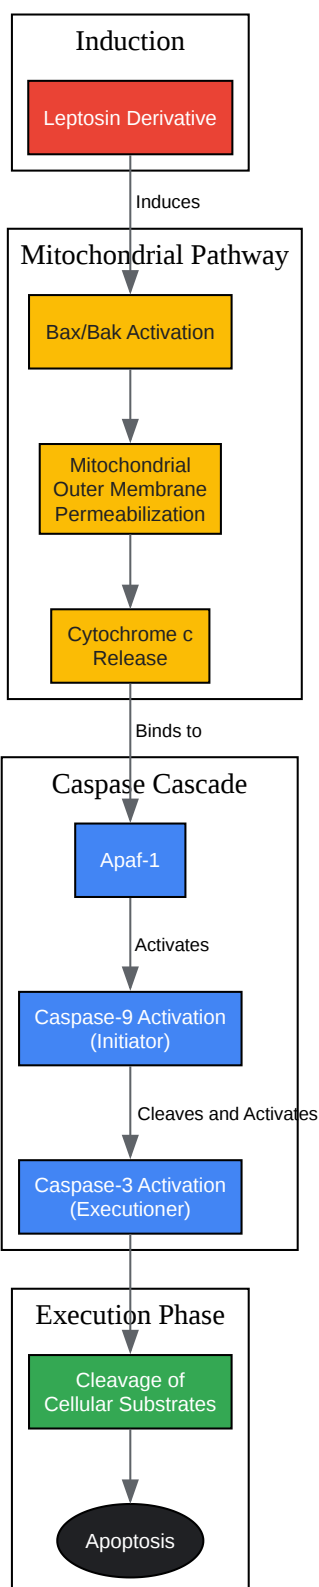 Induction
Leptosin Derivative
Induces
Mitochondrial Pathway
Bax/Bak Activation
Mitochondrial
Outer Membrane
Permeabilization
Cytochrome c
Release
Binds to
Caspase Cascade
Apaf-1
Activates
Caspase-9 Activation
(Initiator)
Cleaves and Activates
Caspase-3 Activation
(Executioner)
Execution Phase
Cleavage of
Cellular Substrates
Apoptosis